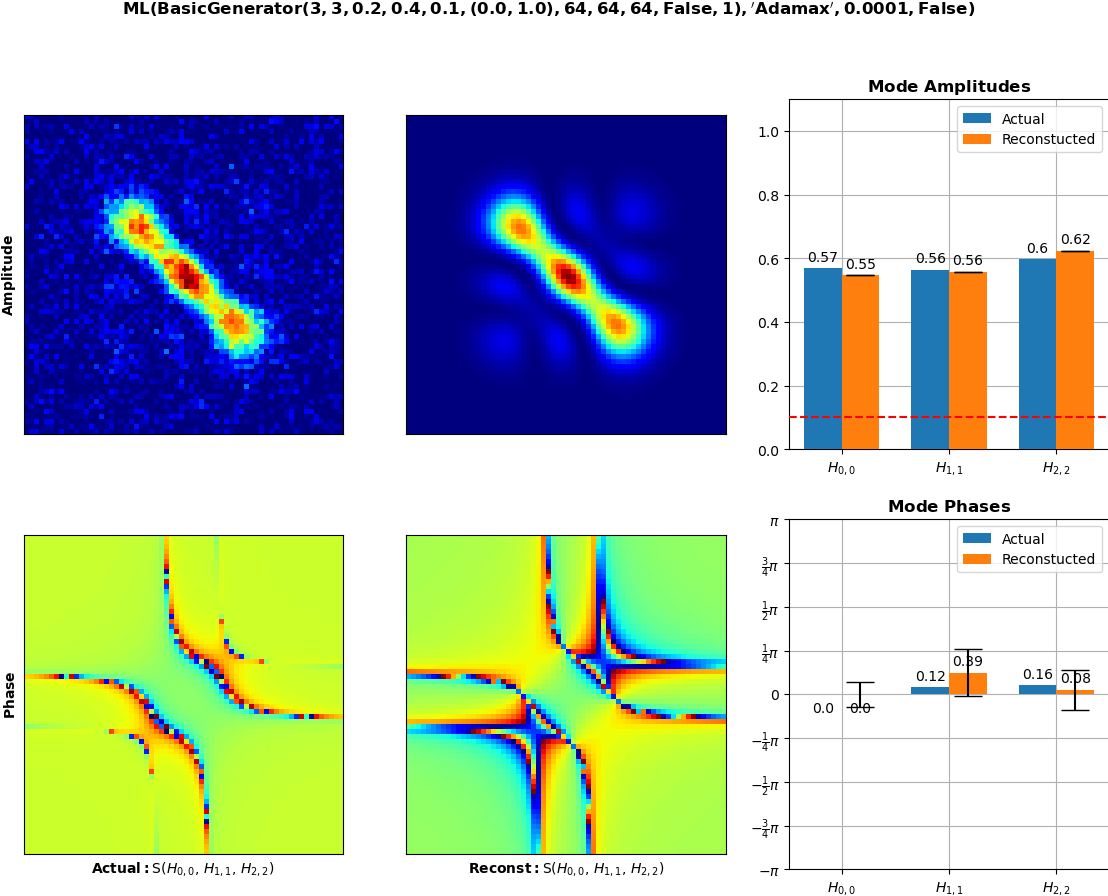 ML(BasicGenerator(3, 3, 0.2, 0.4, 0.1, (0.0, 1.0), 64, 64, 64, False, 1), ′Adamax′, 0.0001, False)
Amplitude
Mode Amplitudes
Actual
Reconstucted
1.0
0.8
0.6
0.4
0.2
0.0
0.57
0.55
0.56
0.56
0.6
0.62
H₀,₀
H₁,₁
H₂,₂
Phase
Actual: S(H₀,₀, H₁,₁, H₂,₂)
Reconst: S(H₀,₀, H₁,₁, H₂,₂)
Mode Phases
Actual
Reconstucted
π
3/4π
1/2π
1/4π
0
−1/4π
−1/2π
−3/4π
−π
0.0
0.0
0.12
0.39
0.16
0.08
H₀,₀
H₁,₁
H₂,₂